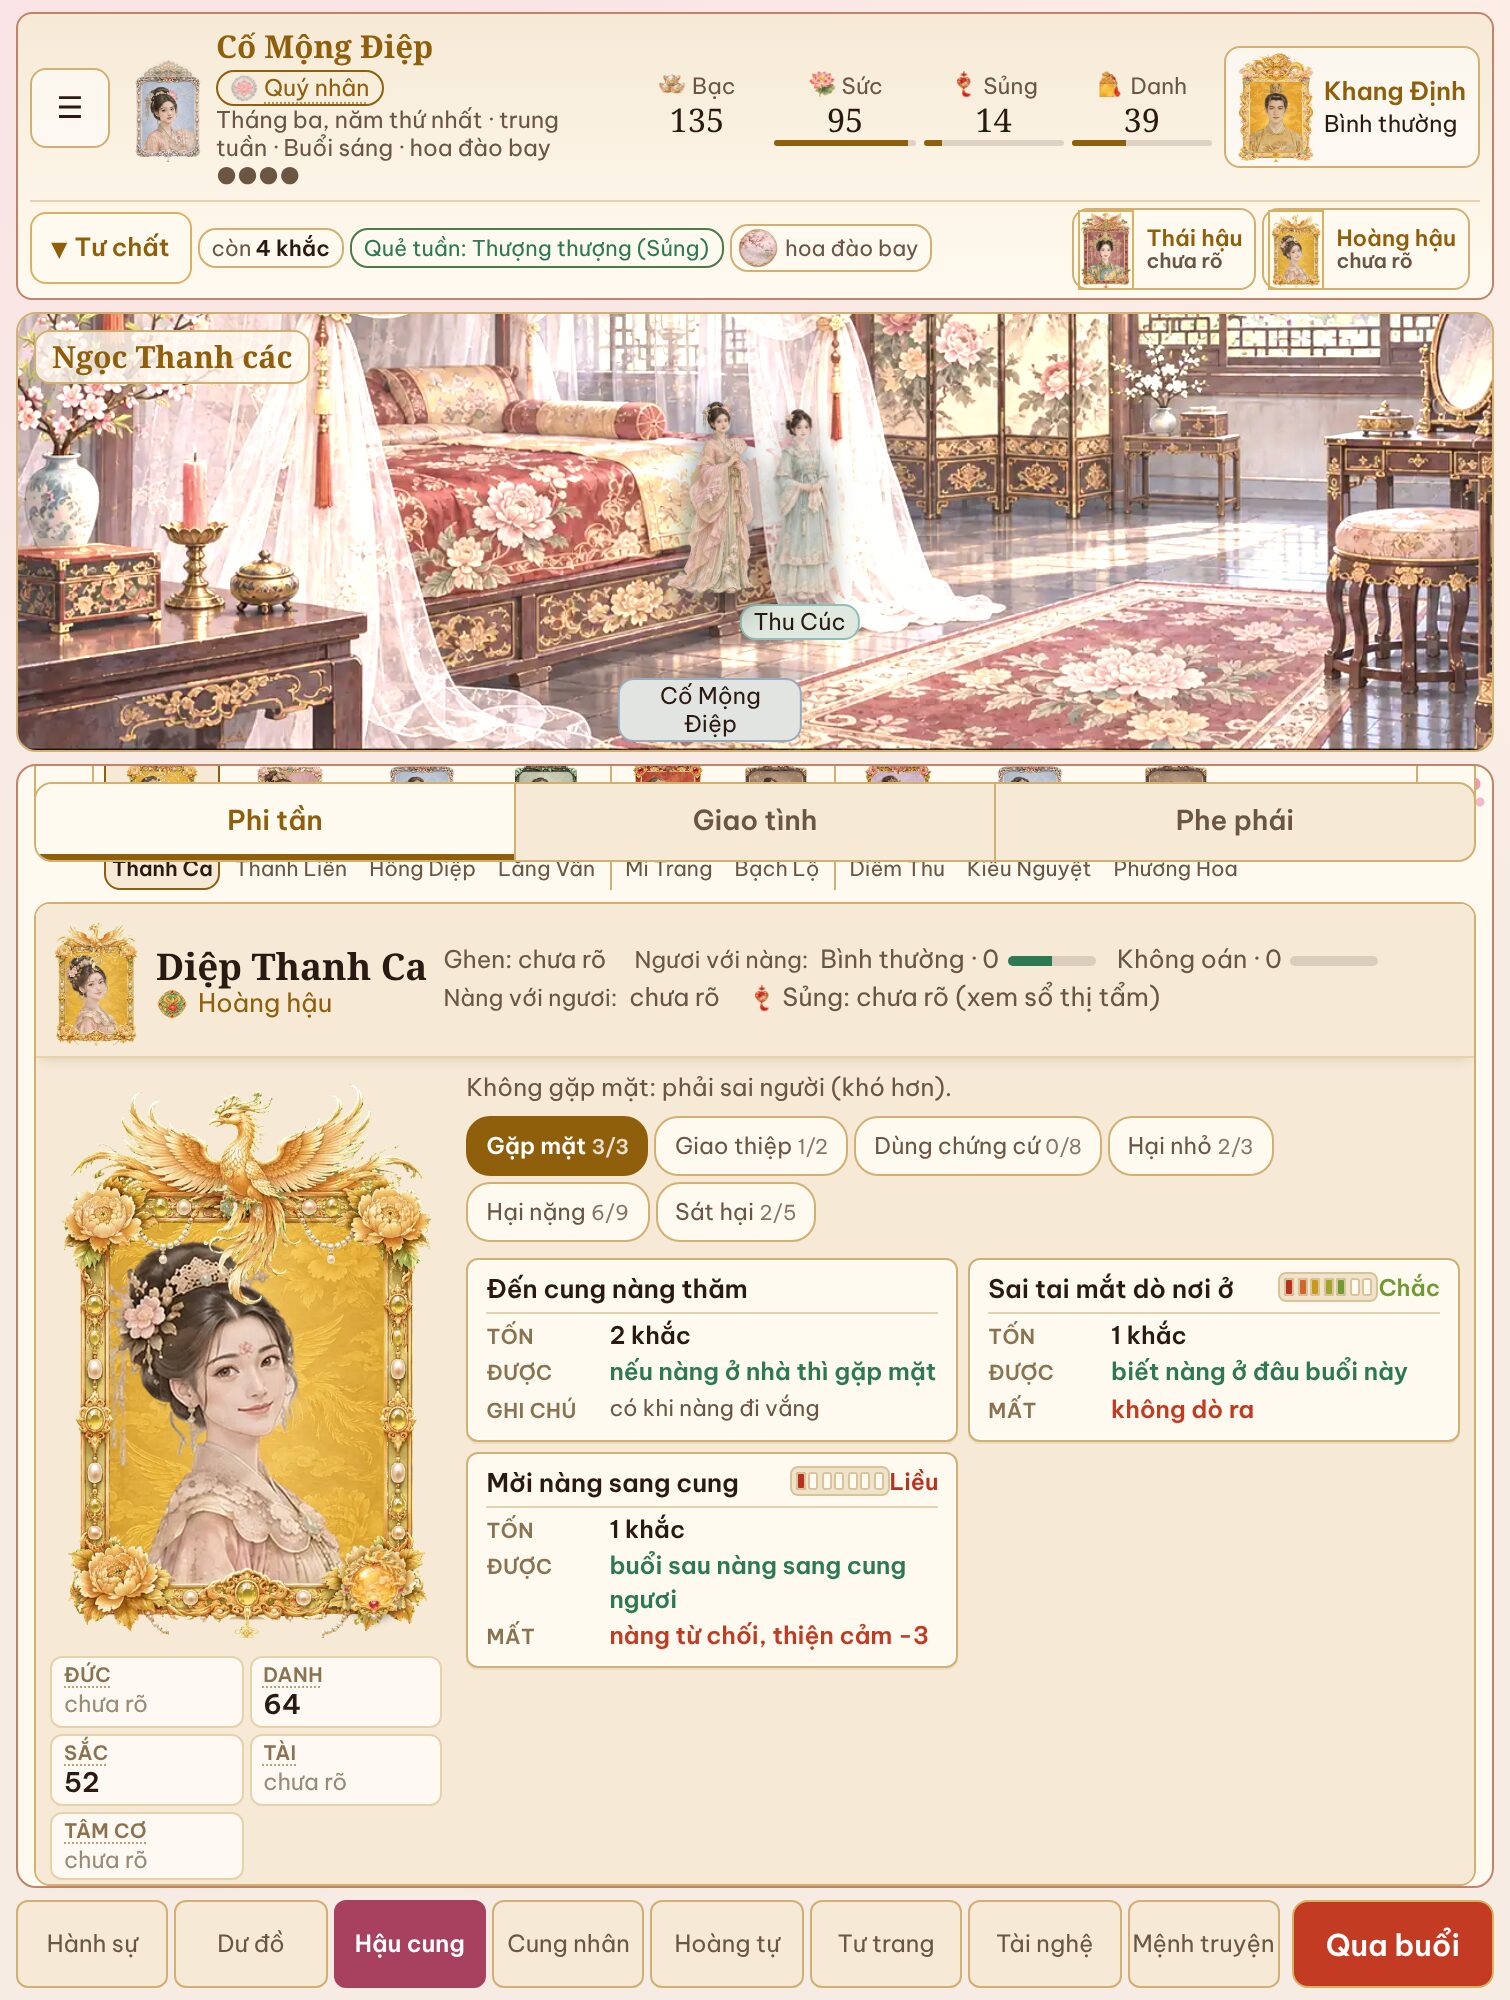 Cố Mộng Điệp
Quý nhân
Tháng ba, năm thứ nhất · trung
tuần · Buổi sáng · hoa đào bay
Bạc
135
Sức
95
Sủng
14
Danh
39
Khang Định
Bình thường
▼ Tư chất
còn 4 khắc
Quẻ tuần: Thượng thượng (Sủng)
hoa đào bay
Thái hậu
chưa rõ
Hoàng hậu
chưa rõ
Ngọc Thanh các
Thu Cúc
Cố Mộng
Điệp
Phi tần
Giao tình
Phe phái
Thanh Ca
Thanh Liên
Hồng Diệp
Lăng Vân
Mi Trang
Bạch Lộ
Diễm Thu
Kiều Nguyệt
Phương Hoa
Diệp Thanh Ca
Hoàng hậu
Ghen: chưa rõ
Ngươi với nàng: Bình thường · 0
Không oán · 0
Nàng với ngươi: chưa rõ
Sủng: chưa rõ (xem sổ thị tẩm)
Không gặp mặt: phải sai người (khó hơn).
Gặp mặt 3/3
Giao thiệp 1/2
Dùng chứng cứ 0/8
Hại nhỏ 2/3
Hại nặng 6/9
Sát hại 2/5
Đến cung nàng thăm
TỐN
2 khắc
ĐƯỢC
nếu nàng ở nhà thì gặp mặt
GHI CHÚ
có khi nàng đi vắng
Sai tai mắt dò nơi ở
Chắc
TỐN
1 khắc
ĐƯỢC
biết nàng ở đâu buổi này
MẤT
không dò ra
Mời nàng sang cung
Liều
TỐN
1 khắc
ĐƯỢC
buổi sau nàng sang cung
ngươi
MẤT
nàng từ chối, thiện cảm -3
ĐỨC
chưa rõ
DANH
64
SẮC
52
TÀI
chưa rõ
TÂM CƠ
chưa rõ
Hành sự
Dư đồ
Hậu cung
Cung nhân
Hoàng tự
Tư trang
Tài nghệ
Mệnh truyện
Qua buổi